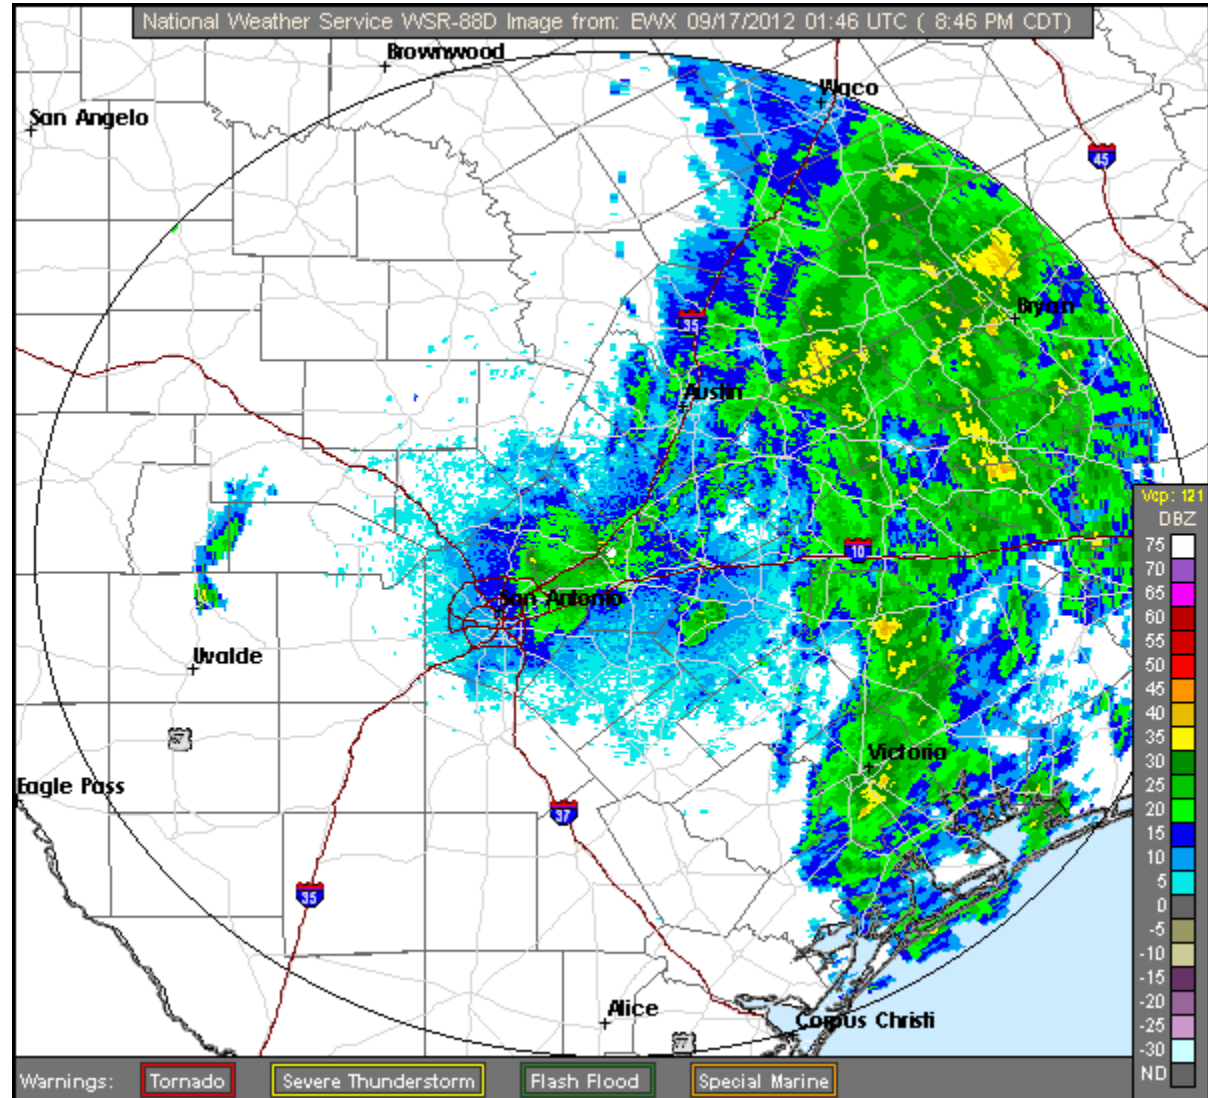 National Weather Service WSR-88D Image from: EWX 09/17/2012 01:46 UTC ( 8:46 PM CDT)
Brownwood
Waco
San Angelo
45
35
Bryan
Austin
Vcp: 121
DBZ
75
70
65
60
55
50
45
40
35
30
25
20
15
10
5
0
-5
-10
-15
-20
-25
-30
ND
10
San Antonio
Uvalde
Victoria
Eagle Pass
37
35
Alice
Corpus Christi
77
Warnings: Tornado Severe Thunderstorm Flash Flood Special Marine